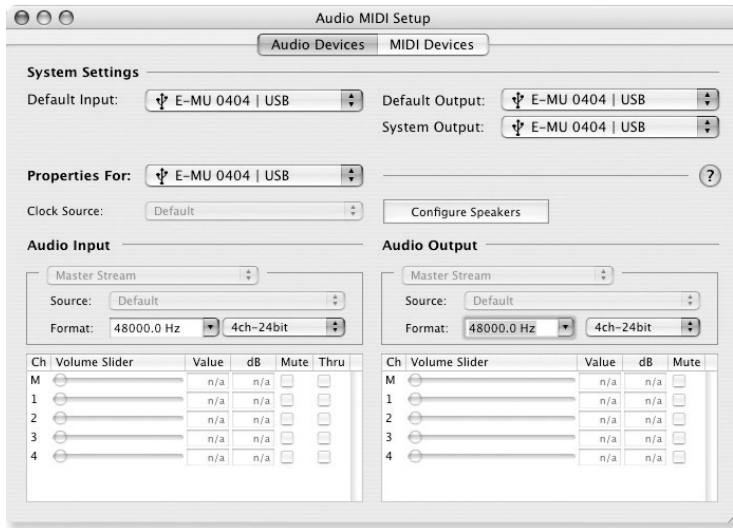 Audio MIDI Setup
Audio Devices MIDI Devices
System Settings
Default Input: E-MU 0404 | USB
Default Output: E-MU 0404 | USB
System Output: E-MU 0404 | USB
Properties For: E-MU 0404 | USB ?
Clock Source: Default
Configure Speakers
Audio Input
Master Stream
Source: Default
Format: 48000.0 Hz 4ch-24bit
Ch Volume Slider Value dB Mute Thru
M n/a n/a
1 n/a n/a
2 n/a n/a
3 n/a n/a
4 n/a n/a
Audio Output
Master Stream
Source: Default
Format: 48000.0 Hz 4ch-24bit
Ch Volume Slider Value dB Mute
M n/a n/a
1 n/a n/a
2 n/a n/a
3 n/a n/a
4 n/a n/a